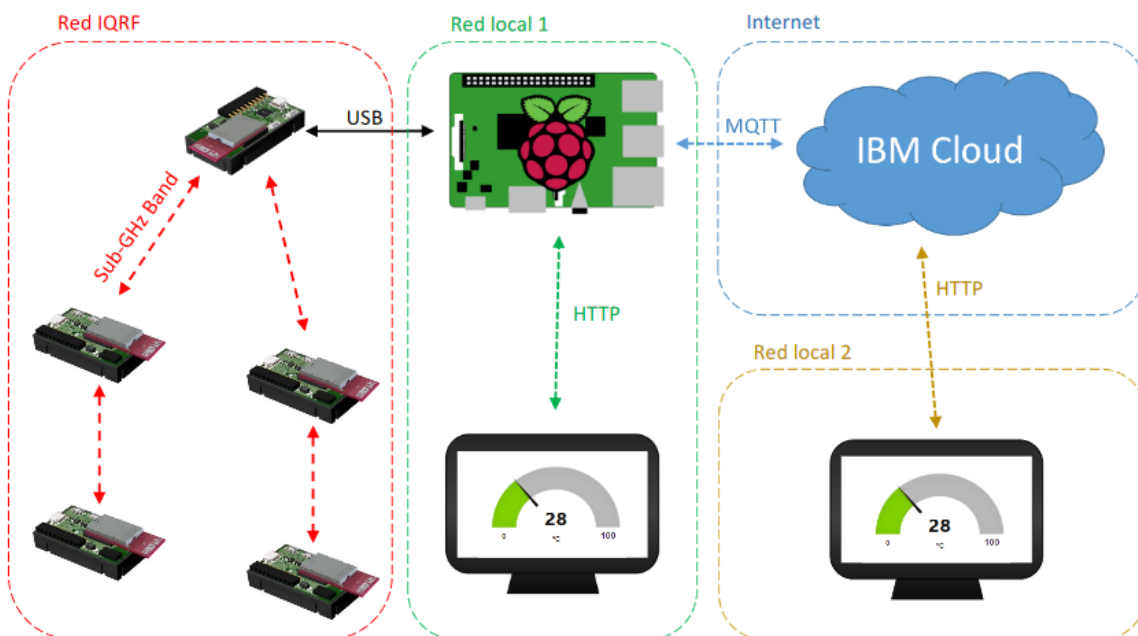 Red IQRF
Red local 1
Internet
USB
MQTT
IBM Cloud
Sub-GHz Band
HTTP
HTTP
Red local 2
28
0
°C
100
28
0
°C
100